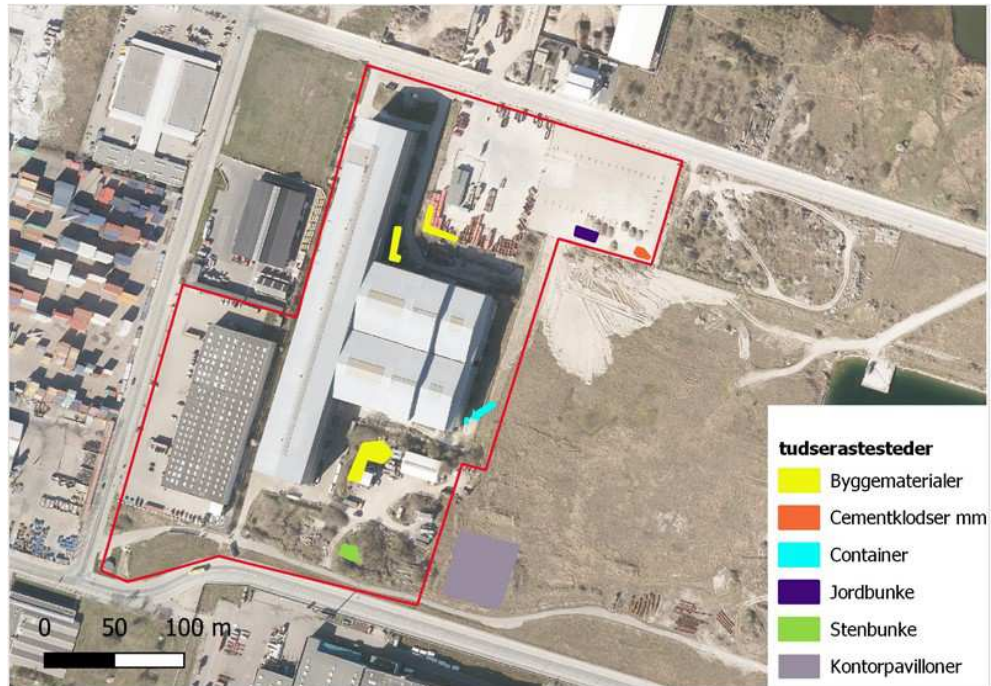 tudserastesteder
Byggematerialer
Cementklodser mm
Container
Jordbunke
Stenbunke
Kontorpavilloner
0 50 100 m